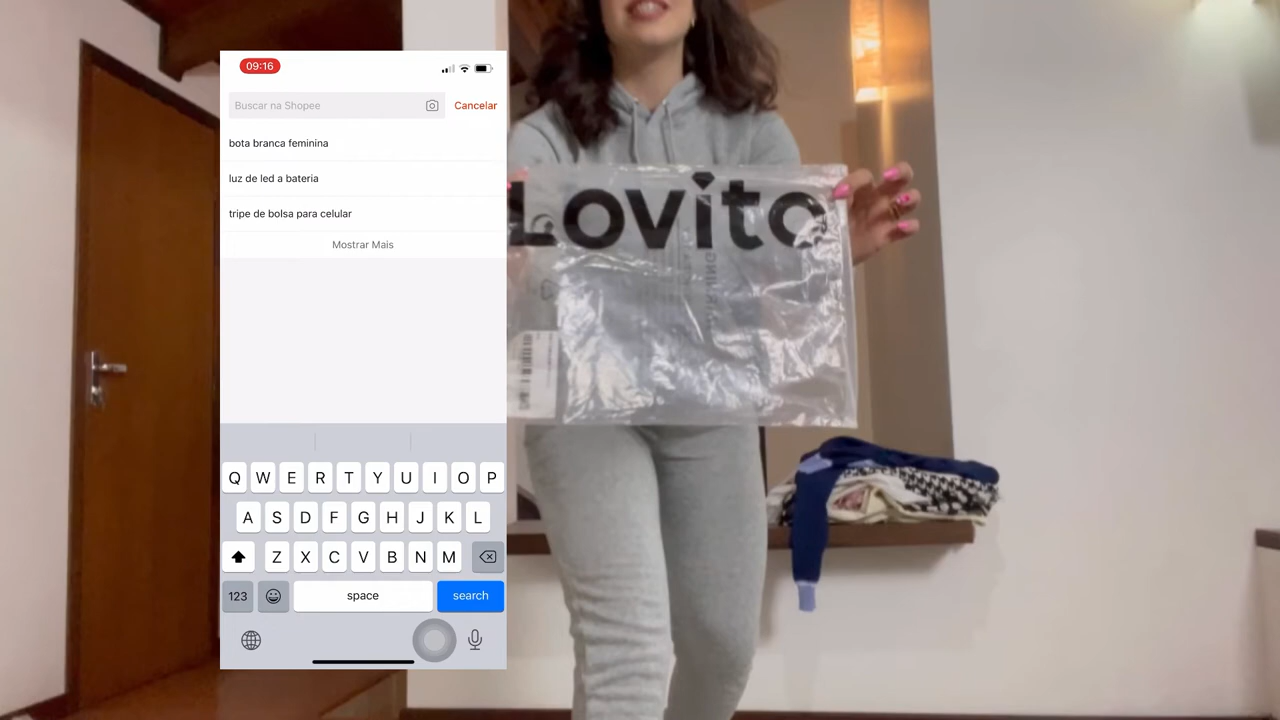 09:16
Buscar na Shopee
Cancelar
bota branca feminina
luz de led a bateria
tripe de bolsa para celular
Mostrar Mais
Q W E R T Y U I O P
A S D F G H J K L
Z X C V B N M
123 space search
Lovito